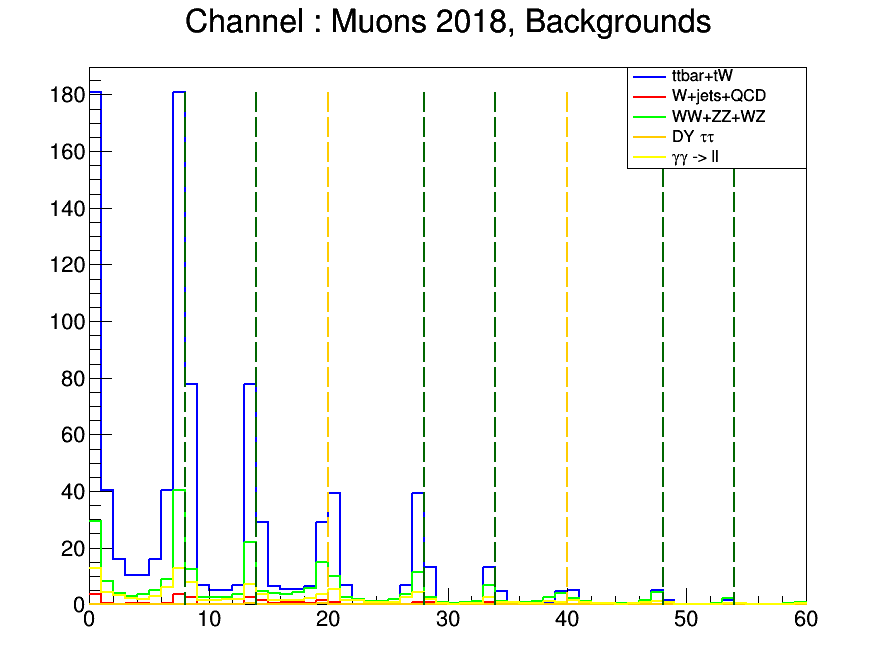 Channel : Muons 2018, Backgrounds
ttbar+tW
W+jets+QCD
WW+ZZ+WZ
DY ττ
γγ -> ll
180
160
140
120
100
80
60
40
20
0
0 10 20 30 40 50 60